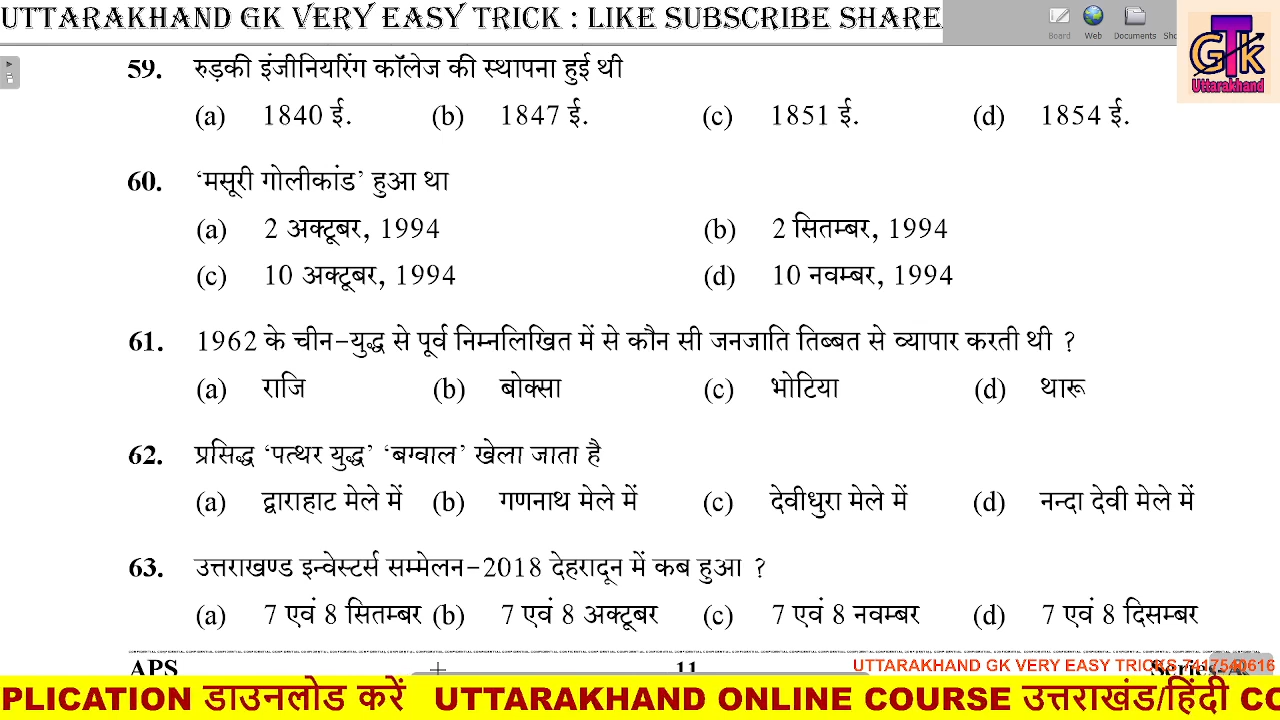 UTTARAKHAND GK VERY EASY TRICK : LIKE SUBSCRIBE SHARE
Board Web Documents
GTK
Uttarakhand
59. रुड़की इंजीनियरिंग कॉलेज की स्थापना हुई थी
(a) 1840 ई. (b) 1847 ई. (c) 1851 ई. (d) 1854 ई.
60. ‘मसूरी गोलीकांड’ हुआ था
(a) 2 अक्टूबर, 1994 (b) 2 सितम्बर, 1994
(c) 10 अक्टूबर, 1994 (d) 10 नवम्बर, 1994
61. 1962 के चीन-युद्ध से पूर्व निम्नलिखित में से कौन सी जनजाति तिब्बत से व्यापार करती थी ?
(a) राजि (b) बोक्सा (c) भोटिया (d) थारू
62. प्रसिद्ध ‘पत्थर युद्ध’ ‘बग्वाल’ खेला जाता है
(a) द्वाराहाट मेले में (b) गणनाथ मेले में (c) देवीधुरा मेले में (d) नन्दा देवी मेले में
63. उत्तराखण्ड इन्वेस्टर्स सम्मेलन-2018 देहरादून में कब हुआ ?
(a) 7 एवं 8 सितम्बर (b) 7 एवं 8 अक्टूबर (c) 7 एवं 8 नवम्बर (d) 7 एवं 8 दिसम्बर
APS 11 Series-A
UTTARAKHAND GK VERY EASY TRICKS-7417540616
PLICATION डाउनलोड करें UTTARAKHAND ONLINE COURSE उत्तराखंड/हिंदी CO